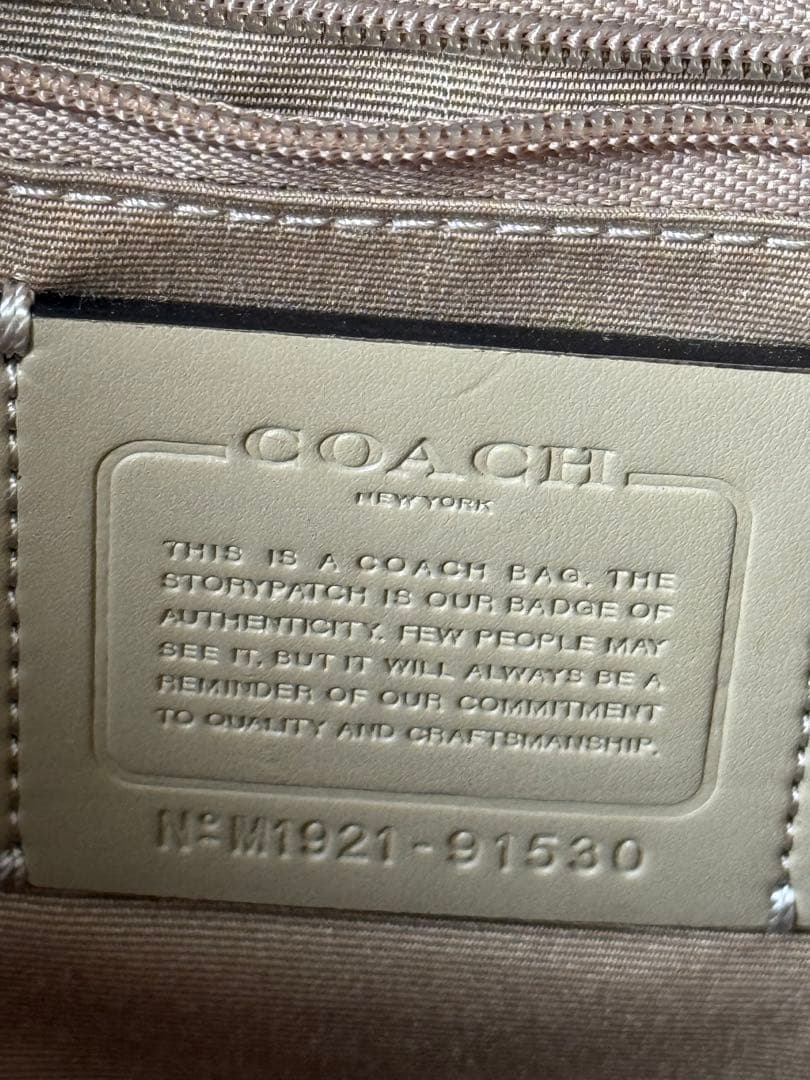 COACH
NEW YORK
THIS IS A COACH BAG. THE
STORYPATCH IS OUR BADGE OF
AUTHENTICITY. FEW PEOPLE MAY
SEE IT, BUT IT WILL ALWAYS BE A
REMINDER OF OUR COMMITMENT
TO QUALITY AND CRAFTSMANSHIP.
Nº M1921-91530